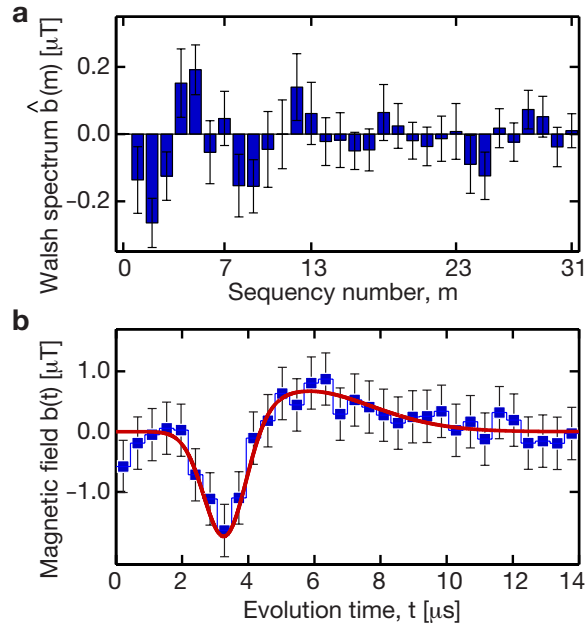 a
Walsh spectrum b̂(m) [μT]
0.2
0.0
−0.2
0 7 13 23 31
Sequency number, m
b
Magnetic field b(t) [μT]
1.0
0.0
−1.0
0 2 4 6 8 10 12 14
Evolution time, t [μs]